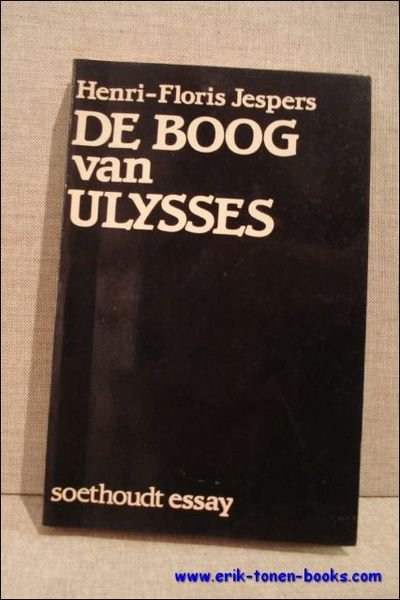 Henri-Floris Jespers
DE BOOG
van
ULYSSES
soethoudt essay
www.erik-tonen-books.com